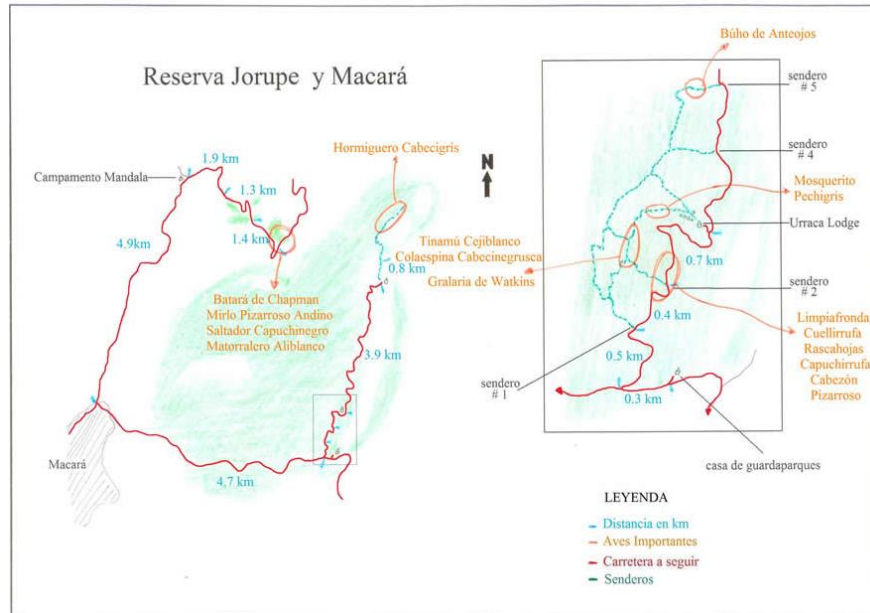 Reserva Jorupe y Macará
Campamento Mandala
1.9 km
1.3 km
1.4 km
4.9km
Batará de Chapman
Mirlo Pizarroso Andino
Saltador Capuchinegro
Matorralero Aliblanco
Hormiguero Cabecigrís
0.8 km
3.9 km
Macará
4,7 km
N
Búho de Anteojos
sendero
# 5
sendero
# 4
Mosquerito
Pechigris
Urraca Lodge
Tinamú Cejiblanco
Colaespina Cabecinegrusca
Gralaria de Watkins
0.7 km
sendero
# 2
0.4 km
Limpiafronda
Cuellirrufa
Rascahojas
Capuchirrufa
Cabezón
Pizarroso
0.5 km
sendero
# 1
0.3 km
casa de guardaparques
LEYENDA
Distancia en km
Aves Importantes
Carretera a seguir
Senderos